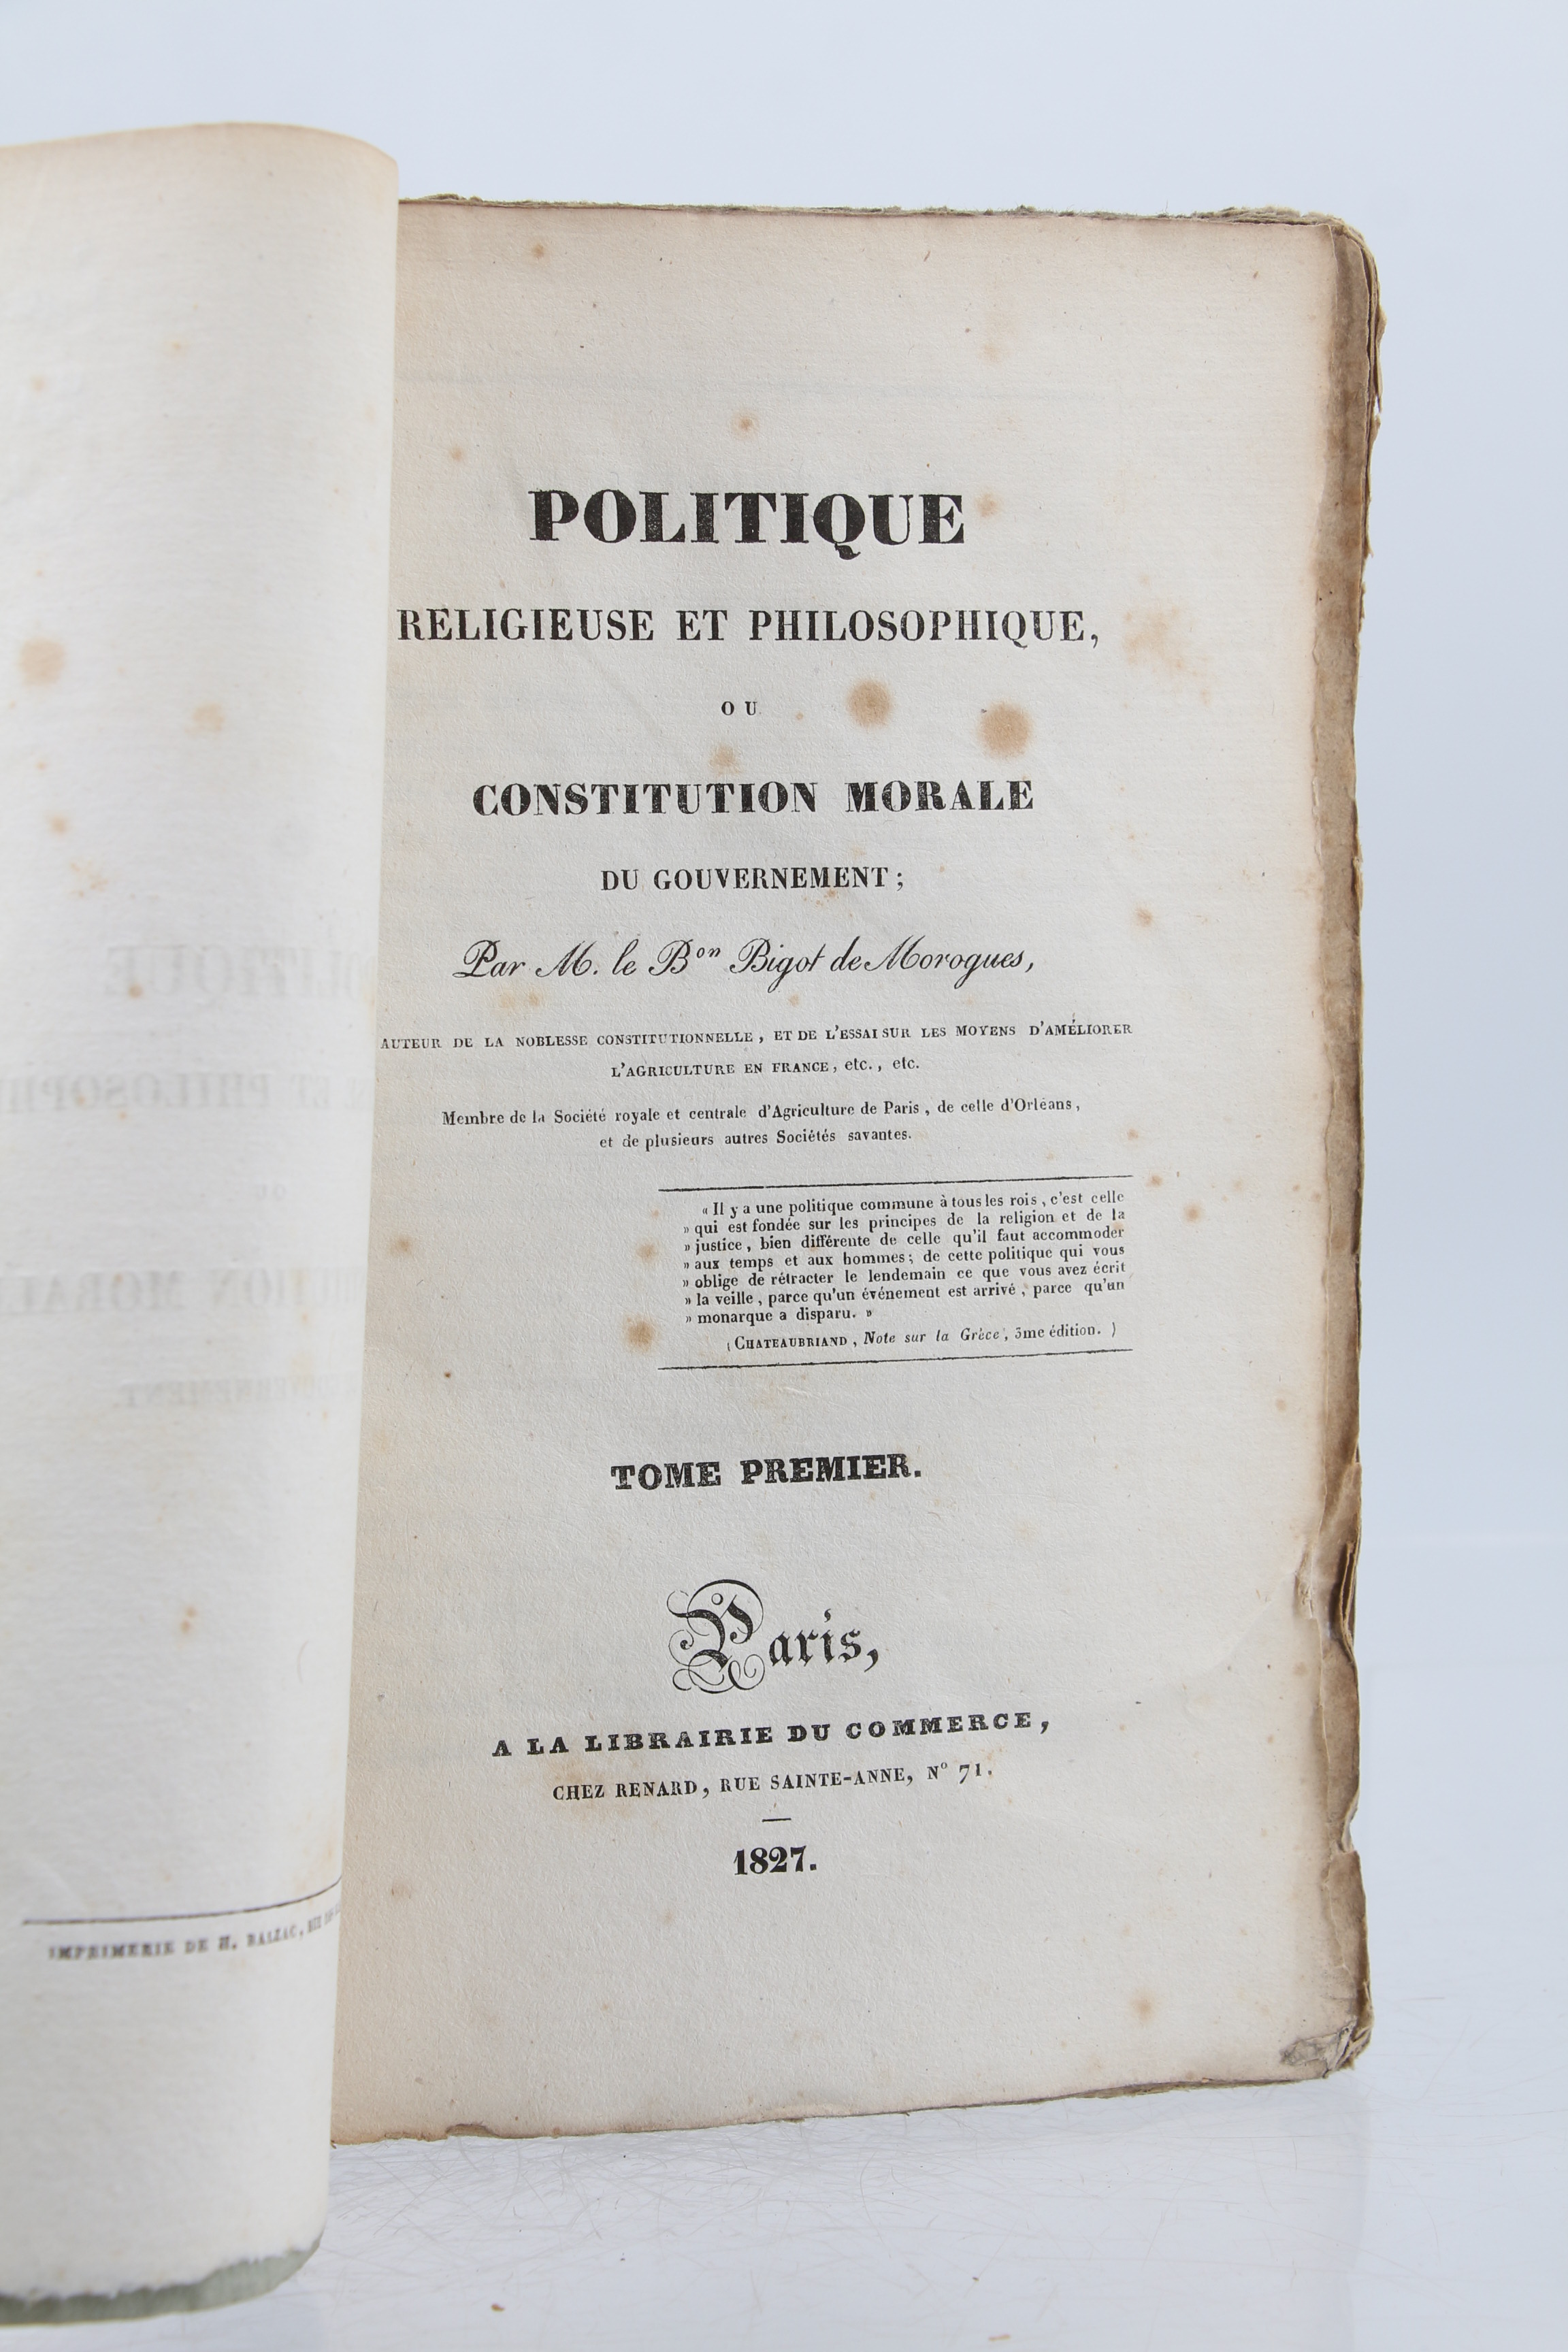 IMPRIMERIE DE H. BALZAC,
POLITIQUE
RELIGIEUSE ET PHILOSOPHIQUE,
OU
CONSTITUTION MORALE
DU GOUVERNEMENT ;
Par M. le Bon Bigot de Morogues,
AUTEUR DE LA NOBLESSE CONSTITUTIONNELLE , ET DE L'ESSAI SUR LES MOYENS D'AMÉLIORER
L'AGRICULTURE EN FRANCE, etc., etc.
Membre de la Société royale et centrale d'Agriculture de Paris , de celle d'Orléans ,
et de plusieurs autres Sociétés savantes.
« Il y a une politique commune à tous les rois , c'est celle
» qui est fondée sur les principes de la religion et de la
» justice , bien différente de celle qu'il faut accommoder
» aux temps et aux hommes ; de cette politique qui vous
» oblige de rétracter le lendemain ce que vous avez écrit
» la veille , parce qu'un événement est arrivé , parce qu'un
» monarque a disparu. »
( CHATEAUBRIAND , Note sur la Grèce , 3me édition. )
TOME PREMIER.
Paris,
A LA LIBRAIRIE DU COMMERCE ,
CHEZ RENARD , RUE SAINTE-ANNE, N° 71.
1827.